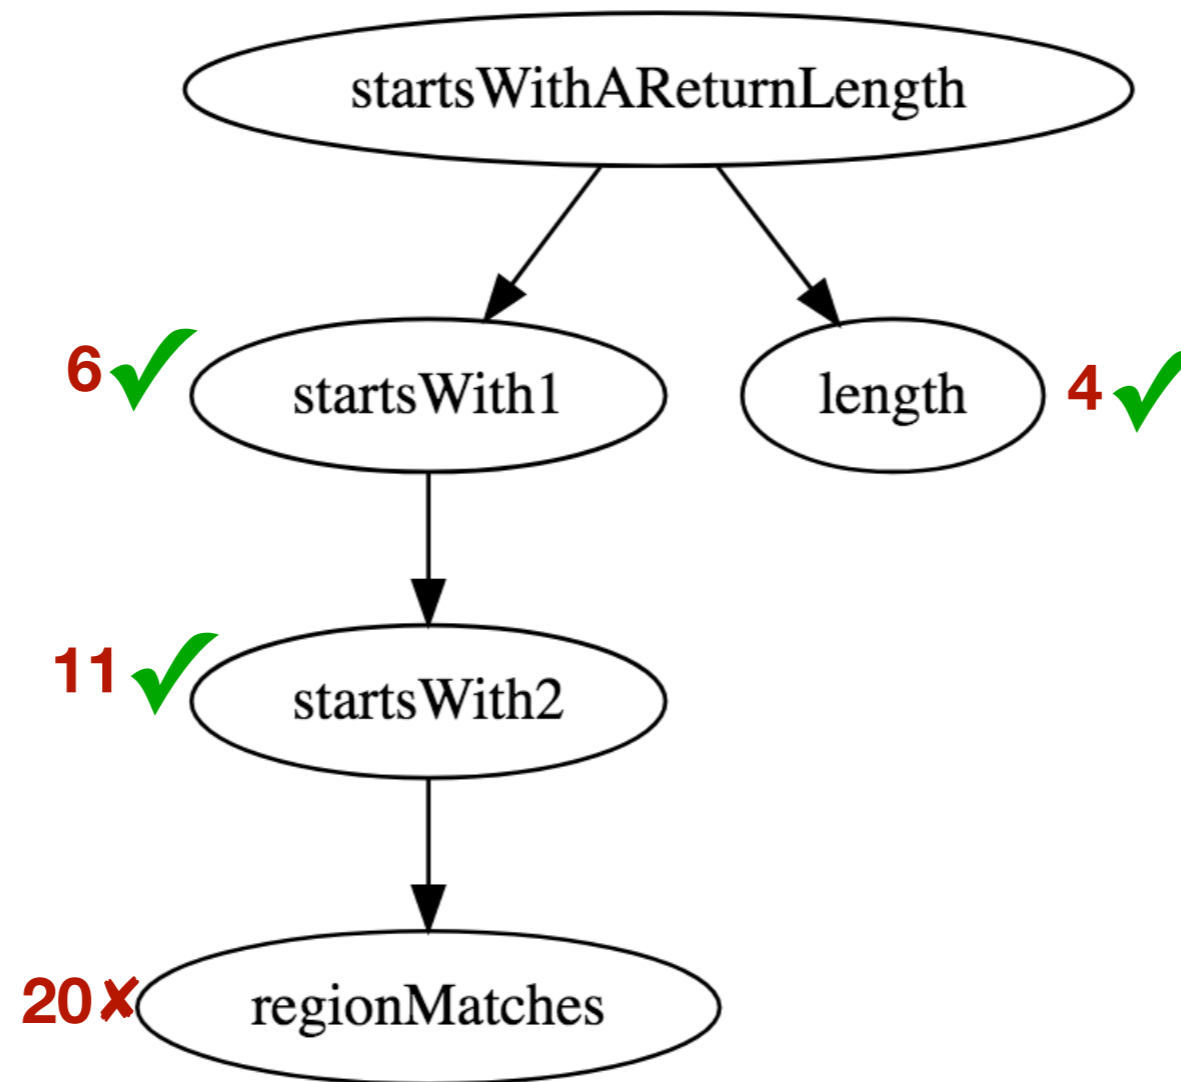 startsWithAReturnLength
6 ✓ startsWith1
length 4 ✓
11 ✓ startsWith2
20 ✗ regionMatches